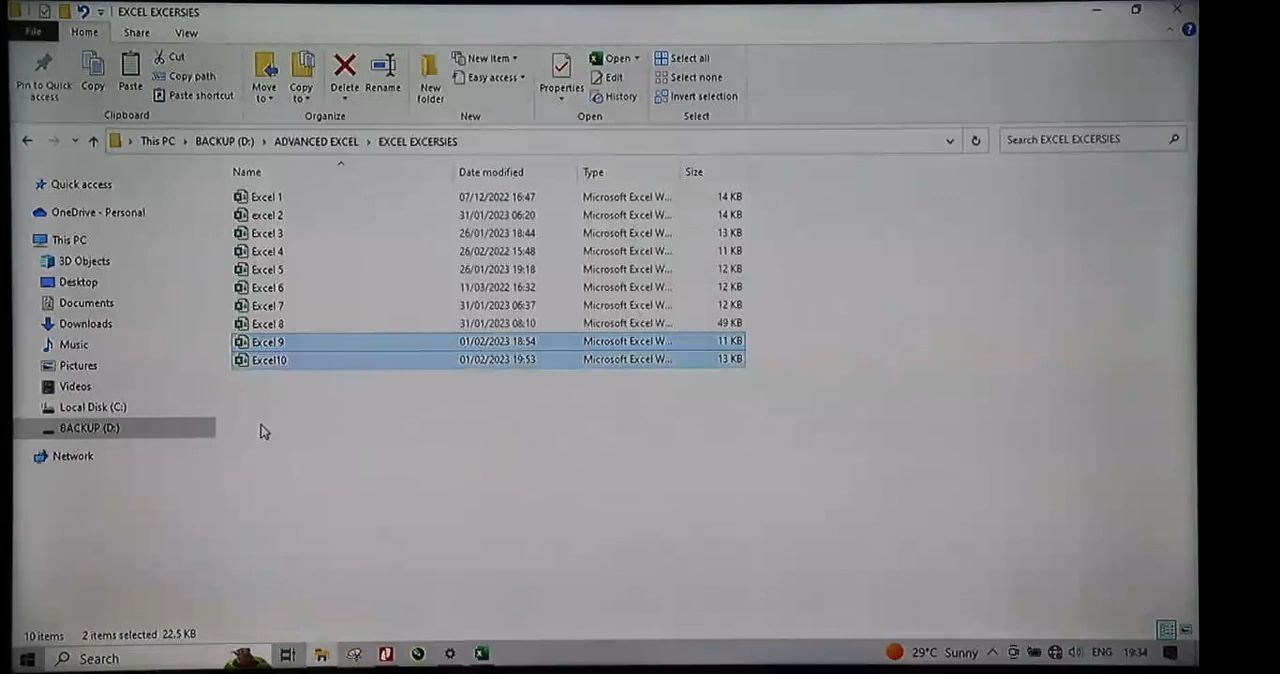 EXCEL EXCERSIES
File Home Share View
Pin to Quick access
Copy
Paste
Cut
Copy path
Paste shortcut
Clipboard
Move to
Copy to
Delete
Rename
Organize
New folder
New item
Easy access
New
Properties
Open
Edit
History
Open
Select all
Select none
Invert selection
Select
This PC › BACKUP (D:) › ADVANCED EXCEL › EXCEL EXCERSIES
Search EXCEL EXCERSIES
Quick access
OneDrive - Personal
This PC
3D Objects
Desktop
Documents
Downloads
Music
Pictures
Videos
Local Disk (C:)
BACKUP (D:)
Network
Name Date modified Type Size
Excel 1 07/12/2022 16:47 Microsoft Excel W... 14 KB
excel 2 31/01/2023 06:20 Microsoft Excel W... 14 KB
Excel 3 26/01/2023 18:44 Microsoft Excel W... 13 KB
Excel 4 26/02/2022 15:48 Microsoft Excel W... 11 KB
Excel 5 26/01/2023 19:18 Microsoft Excel W... 12 KB
Excel 6 11/03/2022 16:32 Microsoft Excel W... 12 KB
Excel 7 31/01/2023 06:37 Microsoft Excel W... 12 KB
Excel 8 31/01/2023 08:10 Microsoft Excel W... 49 KB
Excel 9 01/02/2023 18:54 Microsoft Excel W... 11 KB
Excel10 01/02/2023 19:53 Microsoft Excel W... 13 KB
10 items 2 items selected 22.5 KB
Search
29°C Sunny ENG 19:34